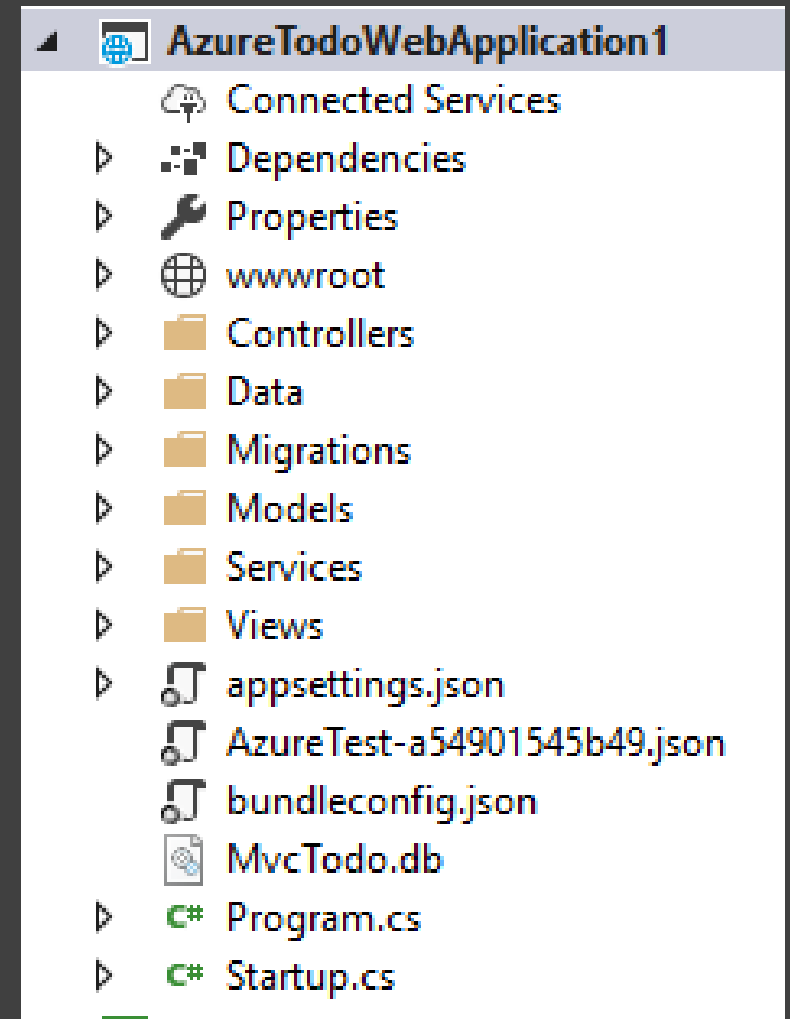 AzureTodoWebApplication1
Connected Services
Dependencies
Properties
wwwroot
Controllers
Data
Migrations
Models
Services
Views
appsettings.json
AzureTest-a54901545b49.json
bundleconfig.json
MvcTodo.db
C# Program.cs
C# Startup.cs